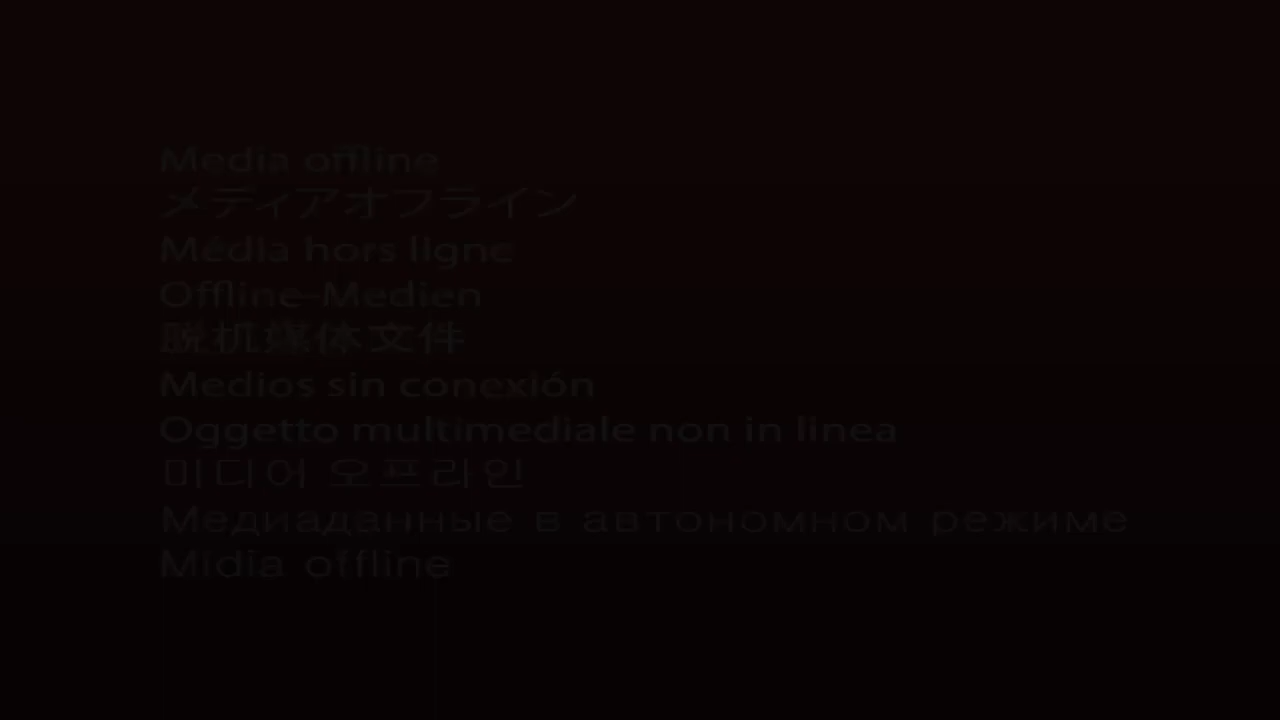 Media offline
メディアオフライン
Média hors ligne
Offline-Medien
脱机媒体文件
Medios sin conexión
Oggetto multimediale non in linea
미디어 오프라인
Медиаданные в автономном режиме
Mídia offline